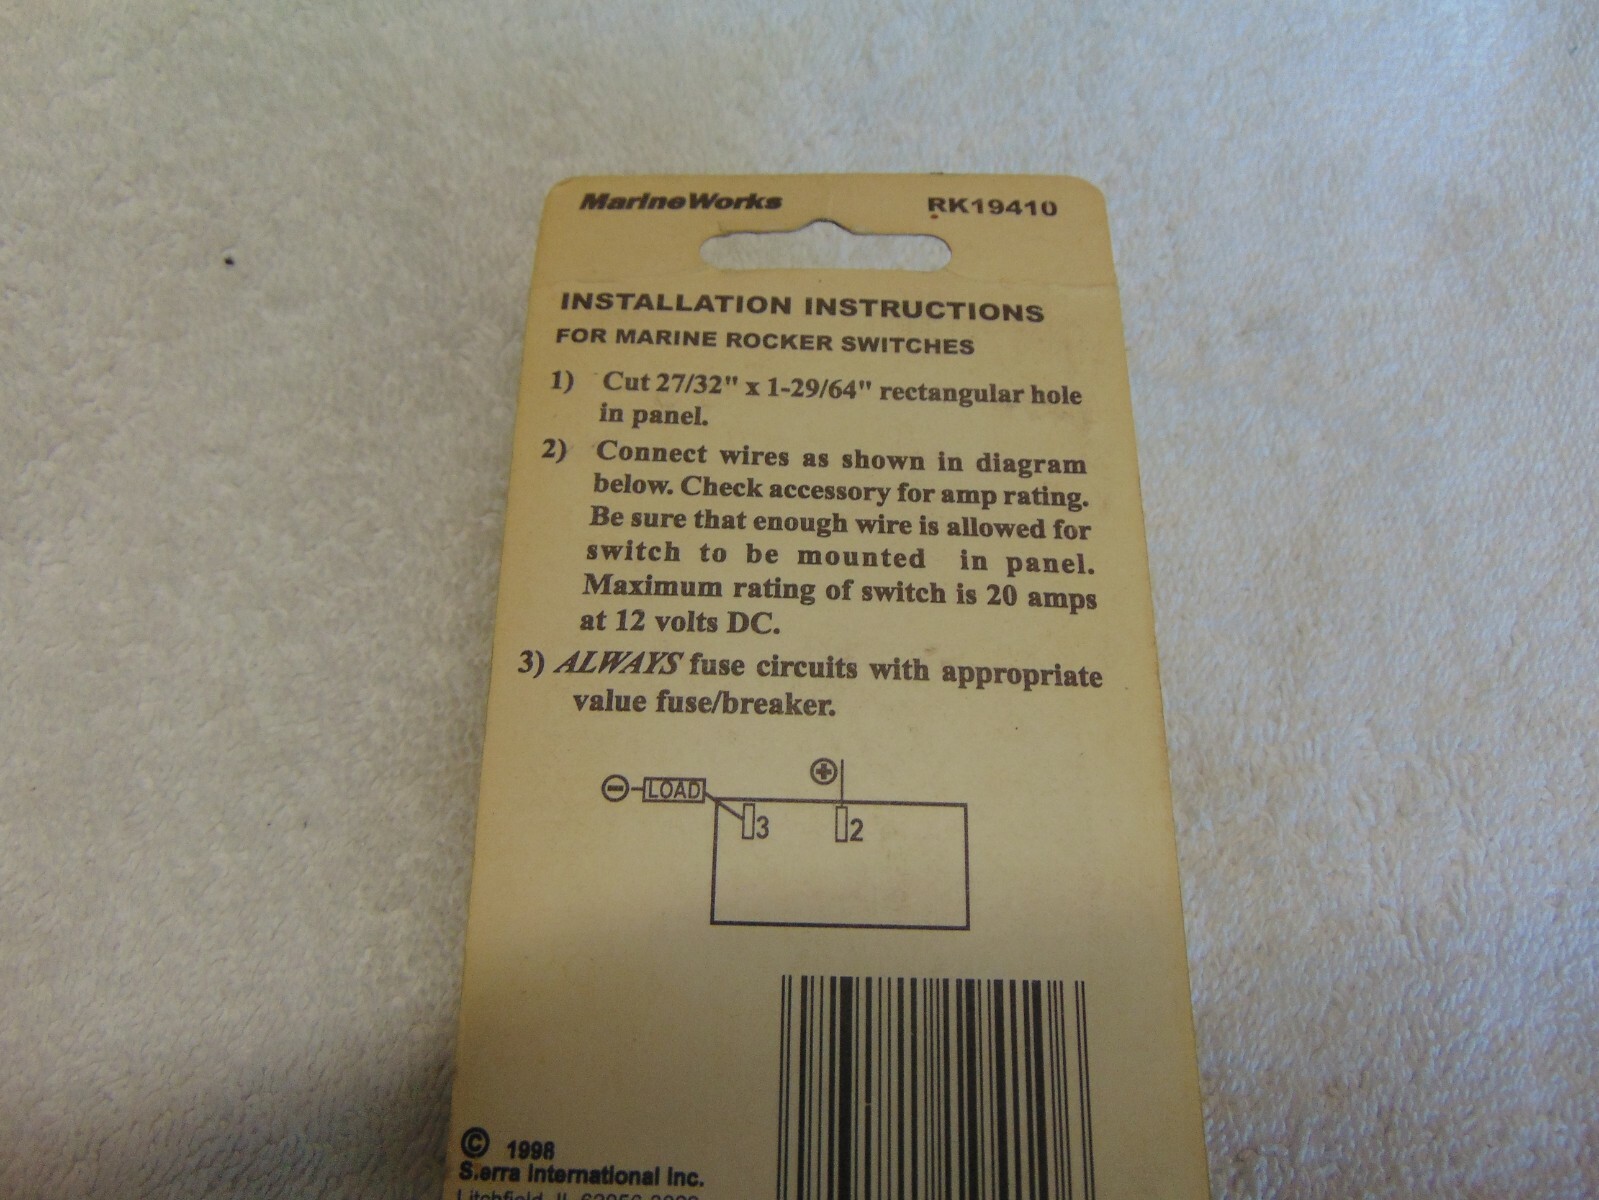 MarineWorks RK19410
INSTALLATION INSTRUCTIONS
FOR MARINE ROCKER SWITCHES
1) Cut 27/32" x 1-29/64" rectangular hole
in panel.
2) Connect wires as shown in diagram
below. Check accessory for amp rating.
Be sure that enough wire is allowed for
switch to be mounted in panel.
Maximum rating of switch is 20 amps
at 12 volts DC.
3) ALWAYS fuse circuits with appropriate
value fuse/breaker.
⊕
⊖ LOAD
3 2
© 1998
S.erra International Inc.
Litchfield, IL